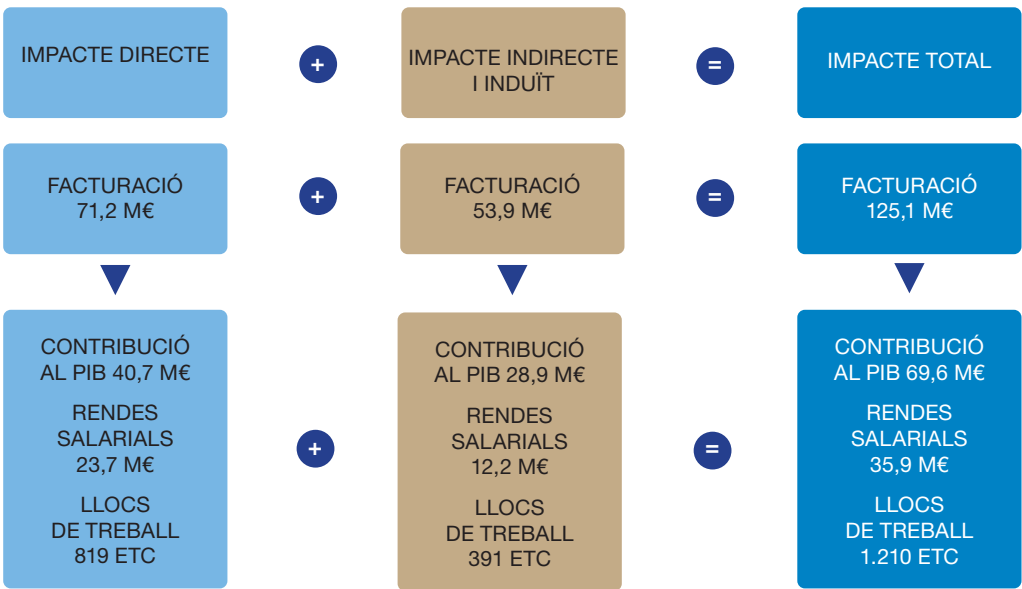 IMPACTE DIRECTE
+
IMPACTE INDIRECTE
I INDUÏT
=
IMPACTE TOTAL
FACTURACIÓ
71,2 M€
+
FACTURACIÓ
53,9 M€
=
FACTURACIÓ
125,1 M€
CONTRIBUCIÓ
AL PIB 40,7 M€
RENDES
SALARIALS
23,7 M€
LLOCS
DE TREBALL
819 ETC
+
CONTRIBUCIÓ
AL PIB 28,9 M€
RENDES
SALARIALS
12,2 M€
LLOCS
DE TREBALL
391 ETC
=
CONTRIBUCIÓ
AL PIB 69,6 M€
RENDES
SALARIALS
35,9 M€
LLOCS
DE TREBALL
1.210 ETC